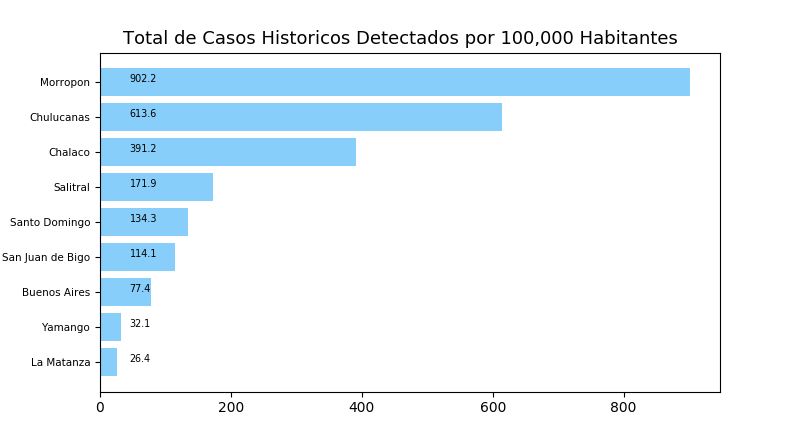 Total de Casos Historicos Detectados por 100,000 Habitantes
Morropon 902.2
Chulucanas 613.6
Chalaco 391.2
Salitral 171.9
Santo Domingo 134.3
San Juan de Bigo 114.1
Buenos Aires 77.4
Yamango 32.1
La Matanza 26.4
0 200 400 600 800